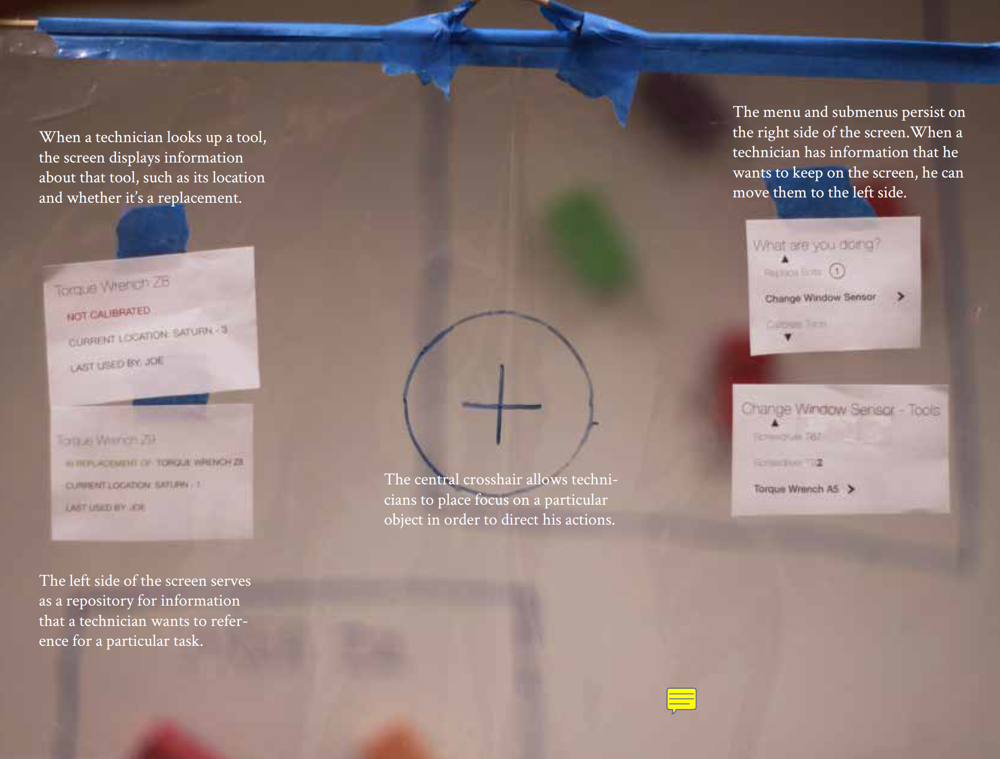 When a technician looks up a tool,
the screen displays information
about that tool, such as its location
and whether it’s a replacement.
Torque Wrench Z8
NOT CALIBRATED
CURRENT LOCATION: SATURN - 3
LAST USED BY: JOE
Torque Wrench Z9
IN REPLACEMENT OF: TORQUE WRENCH Z8
CURRENT LOCATION: SATURN - 1
LAST USED BY: JOE
The left side of the screen serves
as a repository for information
that a technician wants to refer-
ence for a particular task.
The central crosshair allows techni-
cians to place focus on a particular
object in order to direct his actions.
The menu and submenus persist on
the right side of the screen.When a
technician has information that he
wants to keep on the screen, he can
move them to the left side.
What are you doing?
Replace Bolts 1
Change Window Sensor >
Calibrate Tools
Change Window Sensor - Tools
Screwdriver T67
Screwdriver
Torque Wrench A5 >